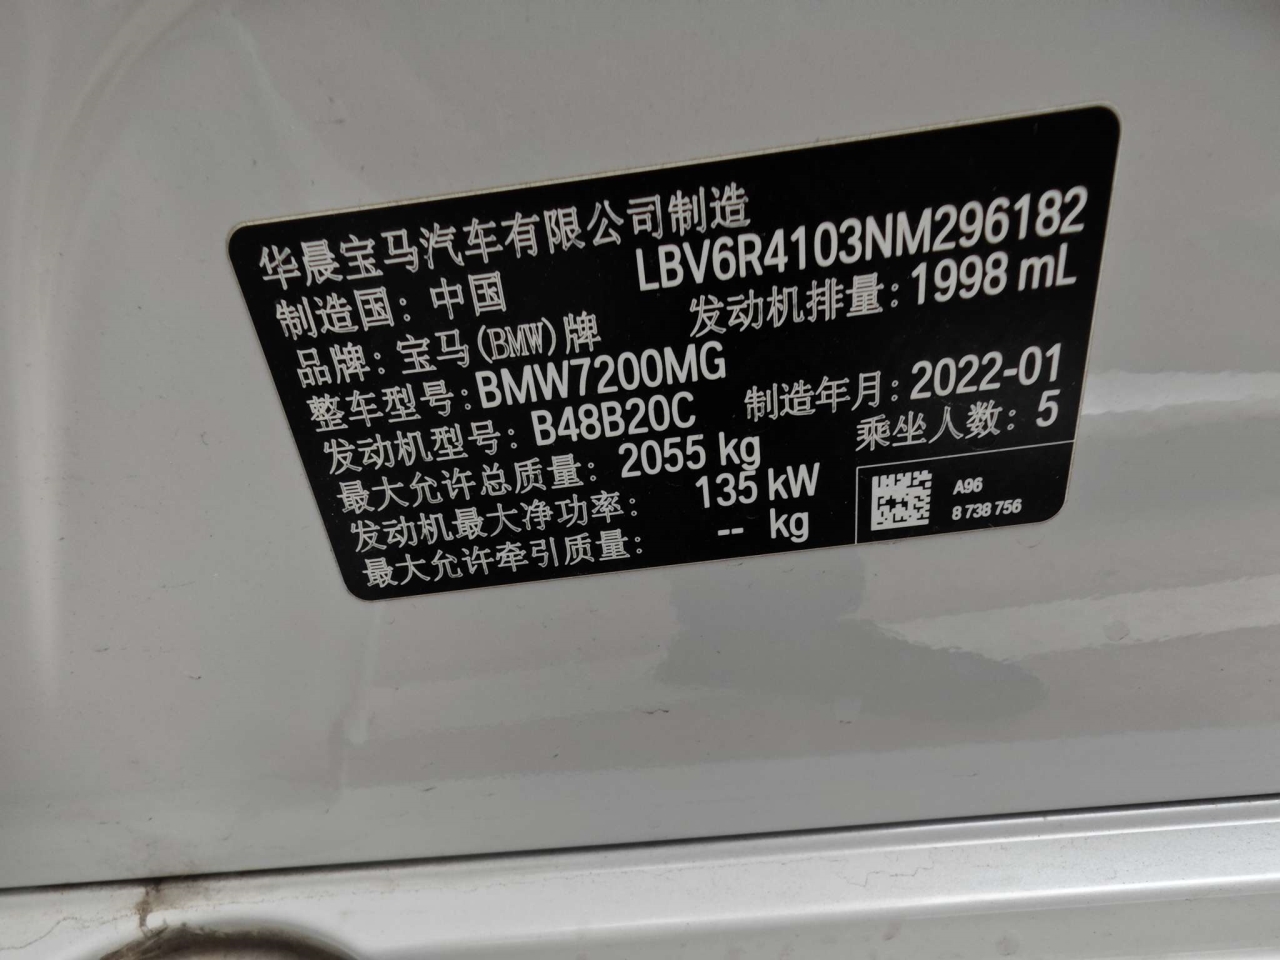 华晨宝马汽车有限公司制造
LBV6R4103NM296182
制造国：中国
发动机排量：1998 mL
品牌：宝马(BMW)牌
整车型号：BMW7200MG
制造年月：2022-01
发动机型号：B48B20C
乘坐人数：5
最大允许总质量：2055 kg
发动机最大净功率：135 kW
最大允许牵引质量：-- kg
A96
8 738 756